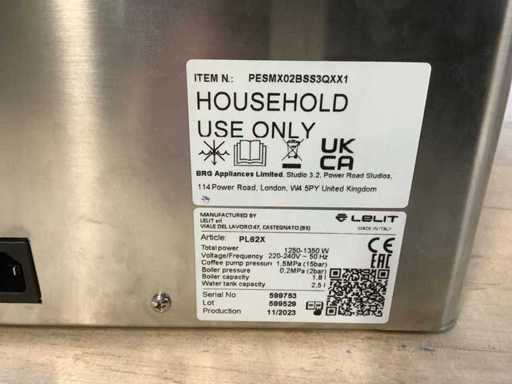 ITEM N.: PESMX02BSS3QXX1
HOUSEHOLD
USE ONLY
UK
CA
BRG Appliances Limited. Studio 3.2, Power Road Studios,
114 Power Road, London, W4 5PY United Kingdom
MANUFACTURED BY
LELIT srl
VIALE DEL LAVORO 47, CASTEGNATO (BS)
LELIT
MADE IN ITALY
Article: PL62X
Total power 1250-1350 W
Voltage/Frequency 220-240V ~ 50 Hz
Coffee pump pressure 1,5MPa (15bar)
Boiler pressure 0,2MPa (2bar)
Boiler capacity 1,8 l
Water tank capacity 2,5 l
CE
EAC
Serial No 599753
Lot 599529
Production 11/2023